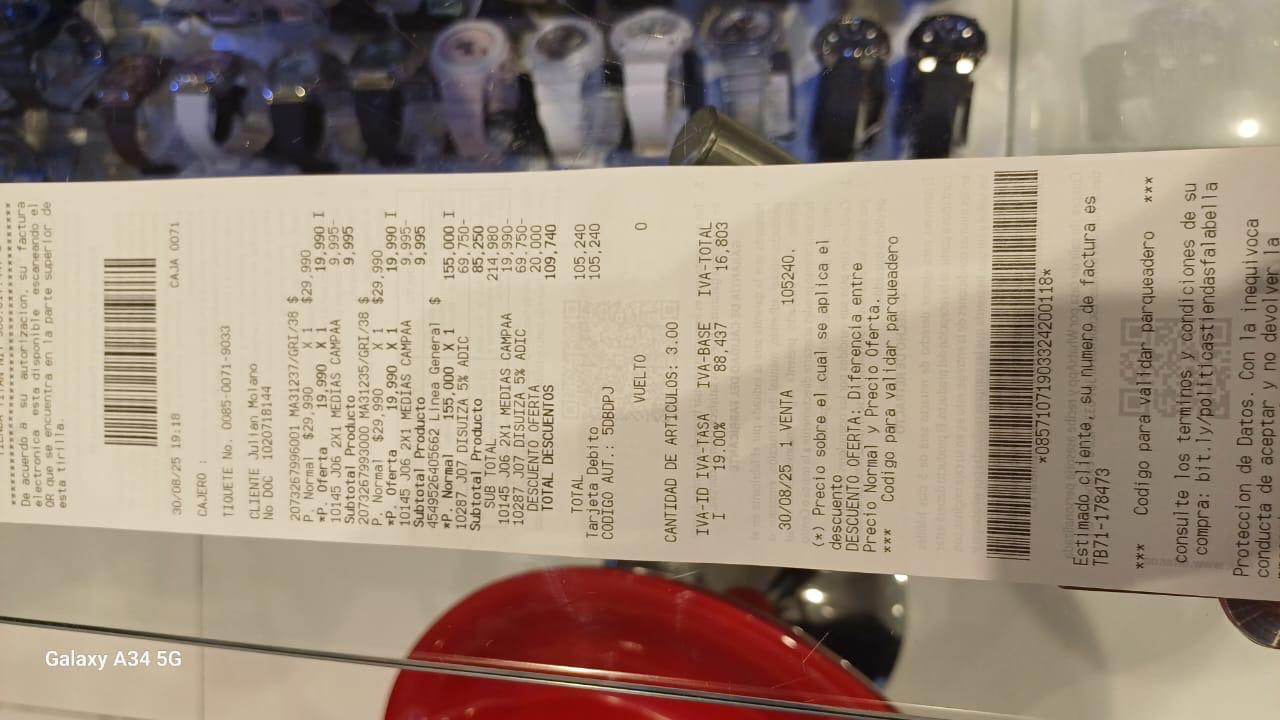 De acuerdo a su autorizacion, su factura
electronica esta disponible escaneando el
QR que se encuentra en la parte superior de
esta tirilla.
30/08/25 19:18 CAJA 0071
CAJERO :
TIQUETE No. 0085-0071-9033
CLIENTE Julian Molano
No DOC 1020718144
2073267996001 MA31237/GRI/38 $
P. Normal $29,990 X 1 $29 990
*P. Oferta 19,990 X 1 19,990 I
10145 J06 2X1 MEDIAS CAMPAA 9,995-
Subtotal Producto 9,995
2073267993000 MA31235/GRI/38 $
P. Normal $29,990 X 1 $29 990
*P. Oferta 19,990 X 1 19,990 I
10145 J06 2X1 MEDIAS CAMPAA 9,995-
Subtotal Producto 9,995
4549526405662 Linea General $
*P. Normal 155,000 X 1 155,000 I
10287 J07 DISUIZA 5% ADIC 69,750-
Subtotal Producto 85,250
SUB TOTAL 214,980
10145 J06 2X1 MEDIAS CAMPAA 19,990-
10287 J07 DISUIZA 5% ADIC 69,750-
DESCUENTO OFERTA 20,000
TOTAL DESCUENTOS 109,740
TOTAL 105,240
Tarjeta Debito 105,240
CODIGO AUT.: 5DBDPJ
VUELTO 0
CANTIDAD DE ARTICULOS: 3.00
IVA-ID IVA-TASA IVA-BASE IVA-TOTAL
I 19.00% 88,437 16,803
30/08/25 1 VENTA 105240.
(*) Precio sobre el cual se aplica el
descuento
DESCUENTO OFERTA: Diferencia entre
Precio Normal y Precio Oferta.
*** Codigo para validar parqueadero
*0857107190333242001​18*
Estimado cliente, su numero de factura es
TB71-178473
*** Codigo para validar parqueadero ***
consulte los terminos y condiciones de su
compra: bit.ly/politicastiendasfalabella
Proteccion de Datos. Con la inequivoca
conducta de aceptar y no devolver la
Galaxy A34 5G